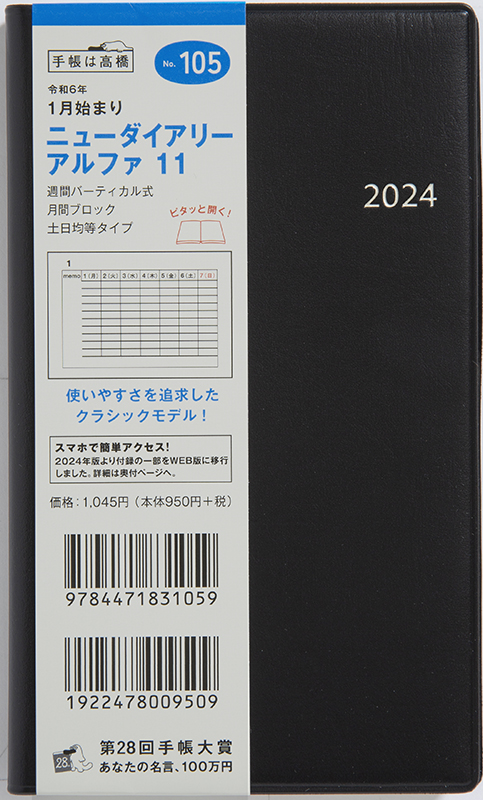 手帳は高橋
No. 105
令和6年
1月始まり
ニューダイアリー
アルファ 11
週間バーティカル式
月間ブロック
土日均等タイプ
ピタッと開く!
1
memo 1(月) 2(火) 3(水) 4(木) 5(金) 6(土) 7(日)
使いやすさを追求した
クラシックモデル!
スマホで簡単アクセス!
2024年版より付録の一部をWEB版に移行
しました。詳細は奥付ページへ。
価格:1,045円(本体950円+税)
9784471831059
1922478009509
28
第28回手帳大賞
あなたの名言、100万円
2024